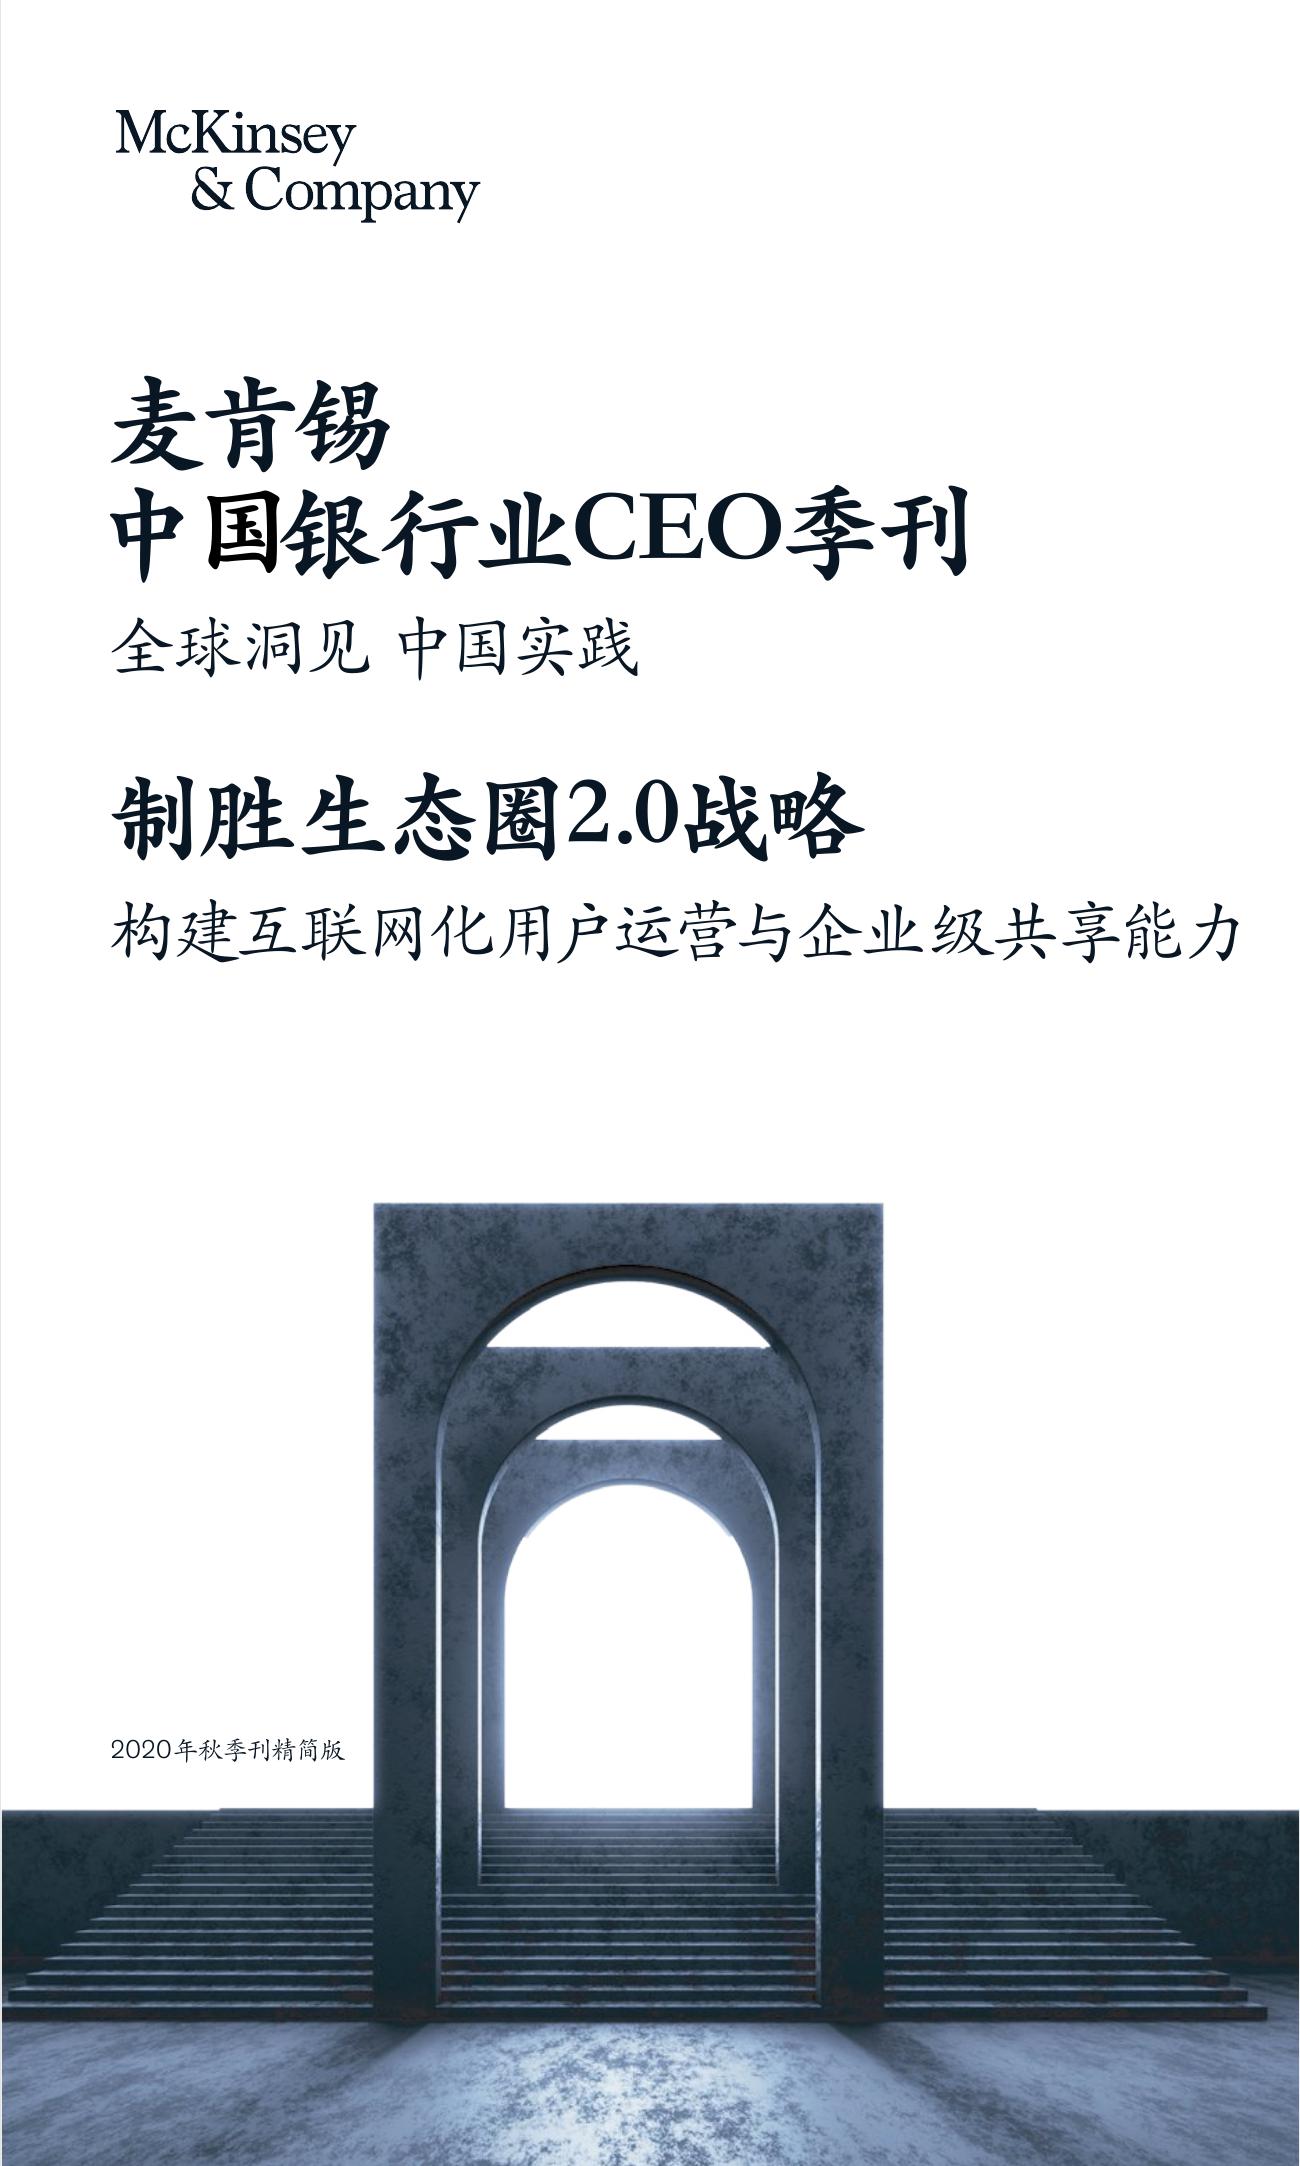 McKinsey
& Company
麦肯锡
中国银行业CEO季刊
全球洞见 中国实践
制胜生态圈2.0战略
构建互联网化用户运营与企业级共享能力
2020年秋季刊精简版